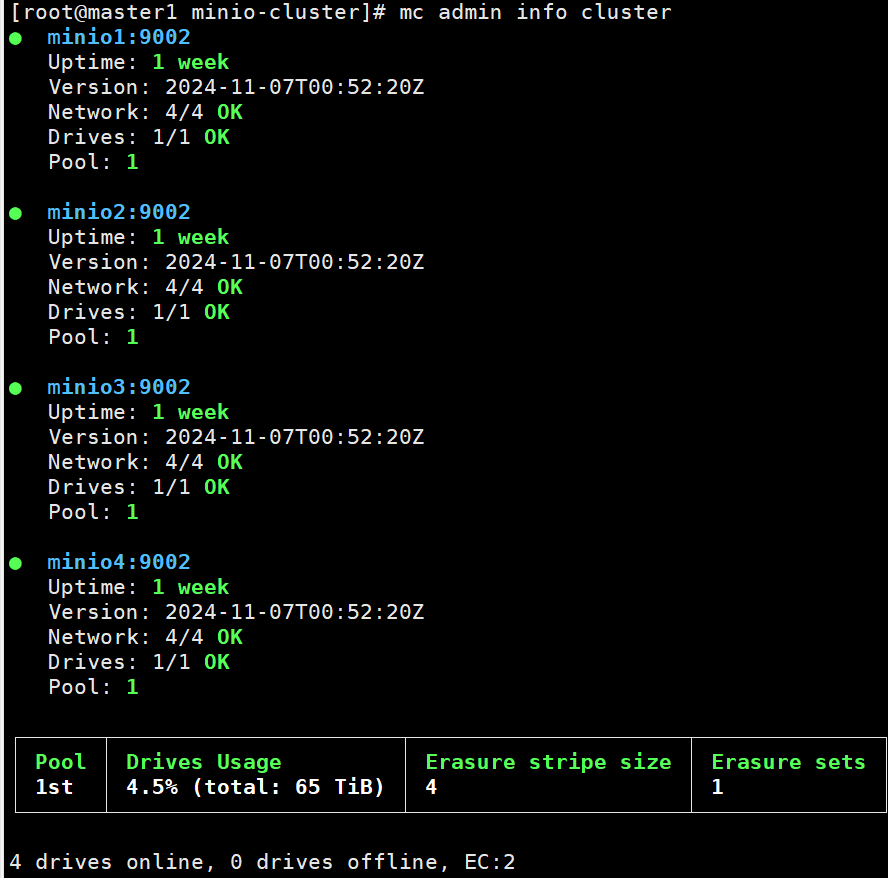 [root@master1 minio-cluster]# mc admin info cluster
● minio1:9002
Uptime: 1 week
Version: 2024-11-07T00:52:20Z
Network: 4/4 OK
Drives: 1/1 OK
Pool: 1
● minio2:9002
Uptime: 1 week
Version: 2024-11-07T00:52:20Z
Network: 4/4 OK
Drives: 1/1 OK
Pool: 1
● minio3:9002
Uptime: 1 week
Version: 2024-11-07T00:52:20Z
Network: 4/4 OK
Drives: 1/1 OK
Pool: 1
● minio4:9002
Uptime: 1 week
Version: 2024-11-07T00:52:20Z
Network: 4/4 OK
Drives: 1/1 OK
Pool: 1
Pool Drives Usage Erasure stripe size Erasure sets
1st 4.5% (total: 65 TiB) 4 1
4 drives online, 0 drives offline, EC:2